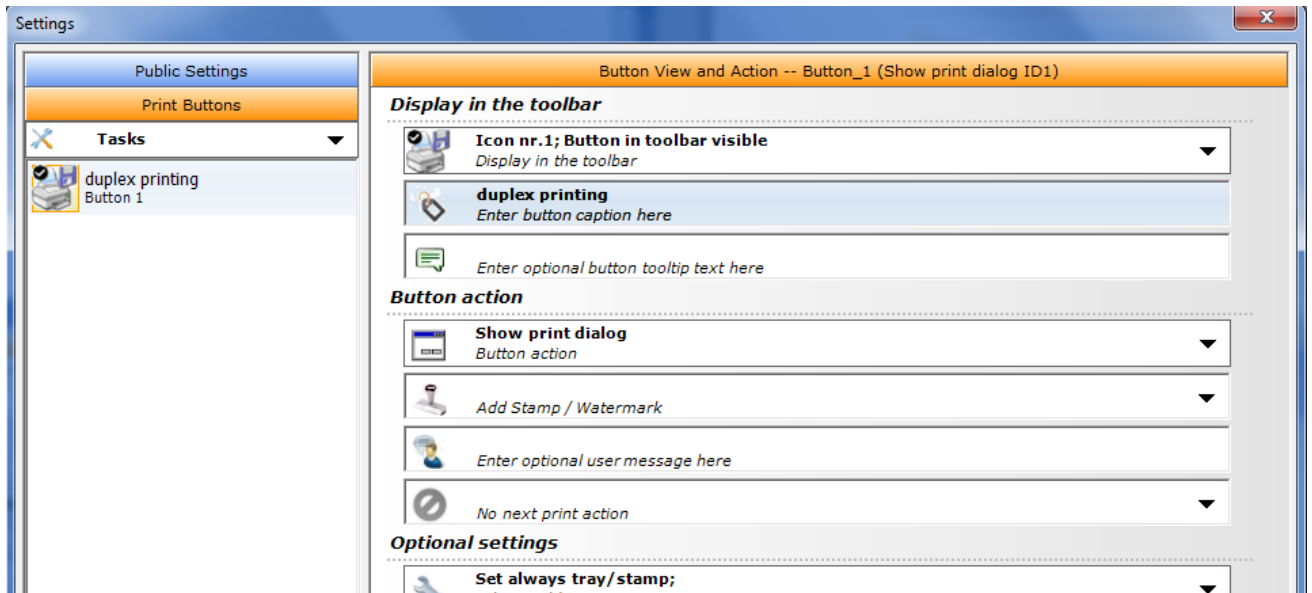 Settings
x
Public Settings
Print Buttons
Tasks
duplex printing
Button 1
Button View and Action -- Button_1 (Show print dialog ID1)
Display in the toolbar
Icon nr.1; Button in toolbar visible
Display in the toolbar
duplex printing
Enter button caption here
Enter optional button tooltip text here
Button action
Show print dialog
Button action
Add Stamp / Watermark
Enter optional user message here
No next print action
Optional settings
Set always tray/stamp;